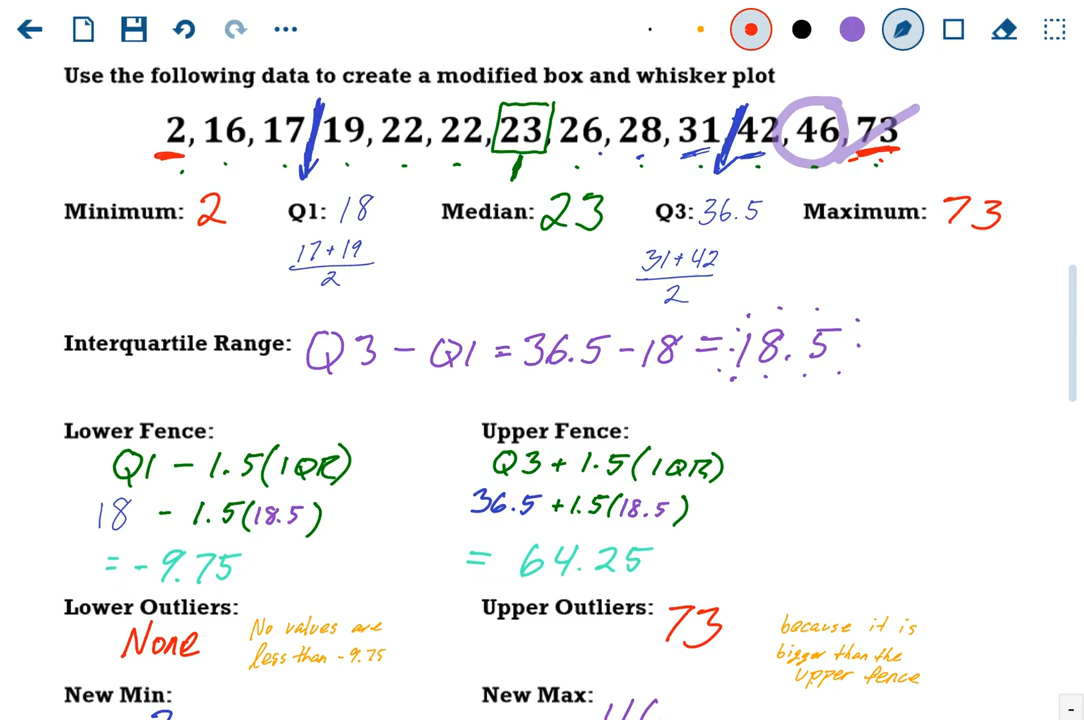 Use the following data to create a modified box and whisker plot
2, 16, 17, 19, 22, 22, 23, 26, 28, 31, 42, 46, 73
Minimum: 2 Q1: 18 Median: 23 Q3: 36.5 Maximum: 73
17 + 19 31 + 42
2 2
Interquartile Range: Q3 - Q1 = 36.5 - 18 = 18.5
Lower Fence: Upper Fence:
Q1 - 1.5(IQR) Q3 + 1.5(IQR)
18 - 1.5(18.5) 36.5 + 1.5(18.5)
= -9.75 = 64.25
Lower Outliers: Upper Outliers:
None No values are 73 because it is
less than -9.75 bigger than the
upper fence
New Min: New Max:
46